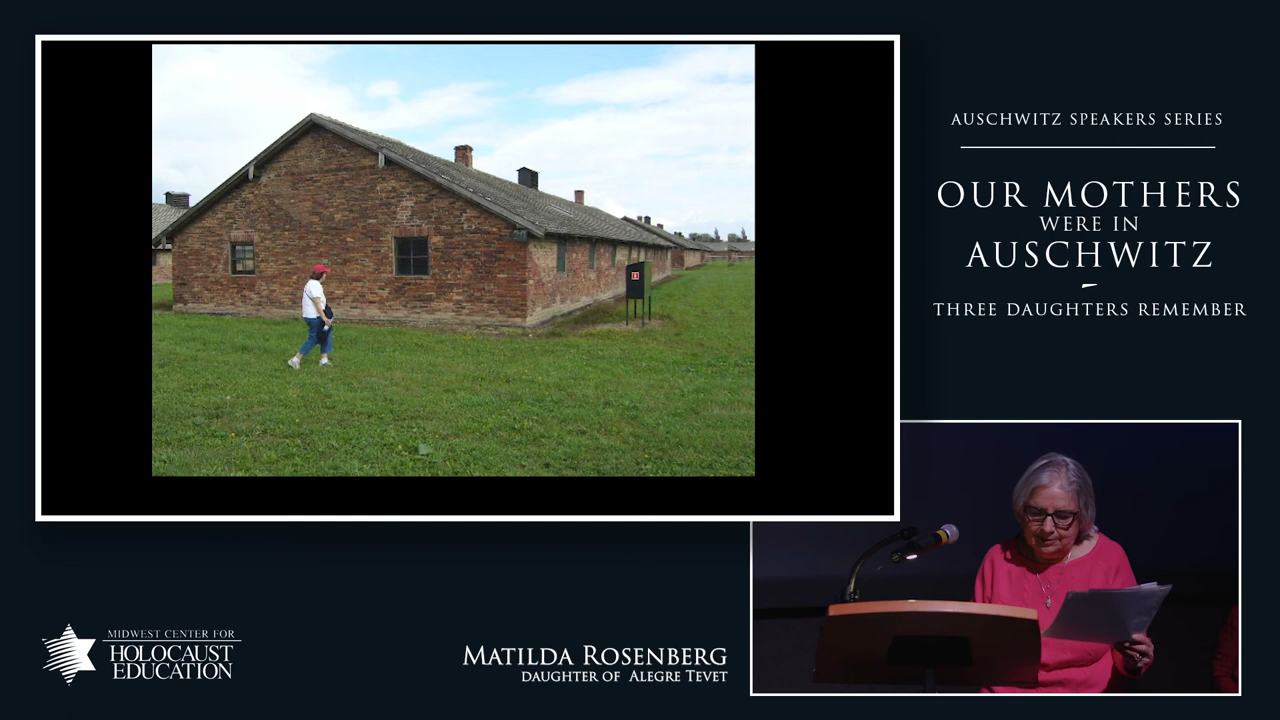 AUSCHWITZ SPEAKERS SERIES
OUR MOTHERS
WERE IN
AUSCHWITZ
THREE DAUGHTERS REMEMBER
MIDWEST CENTER FOR
HOLOCAUST
EDUCATION
MATILDA ROSENBERG
DAUGHTER OF ALEGRE TEVET